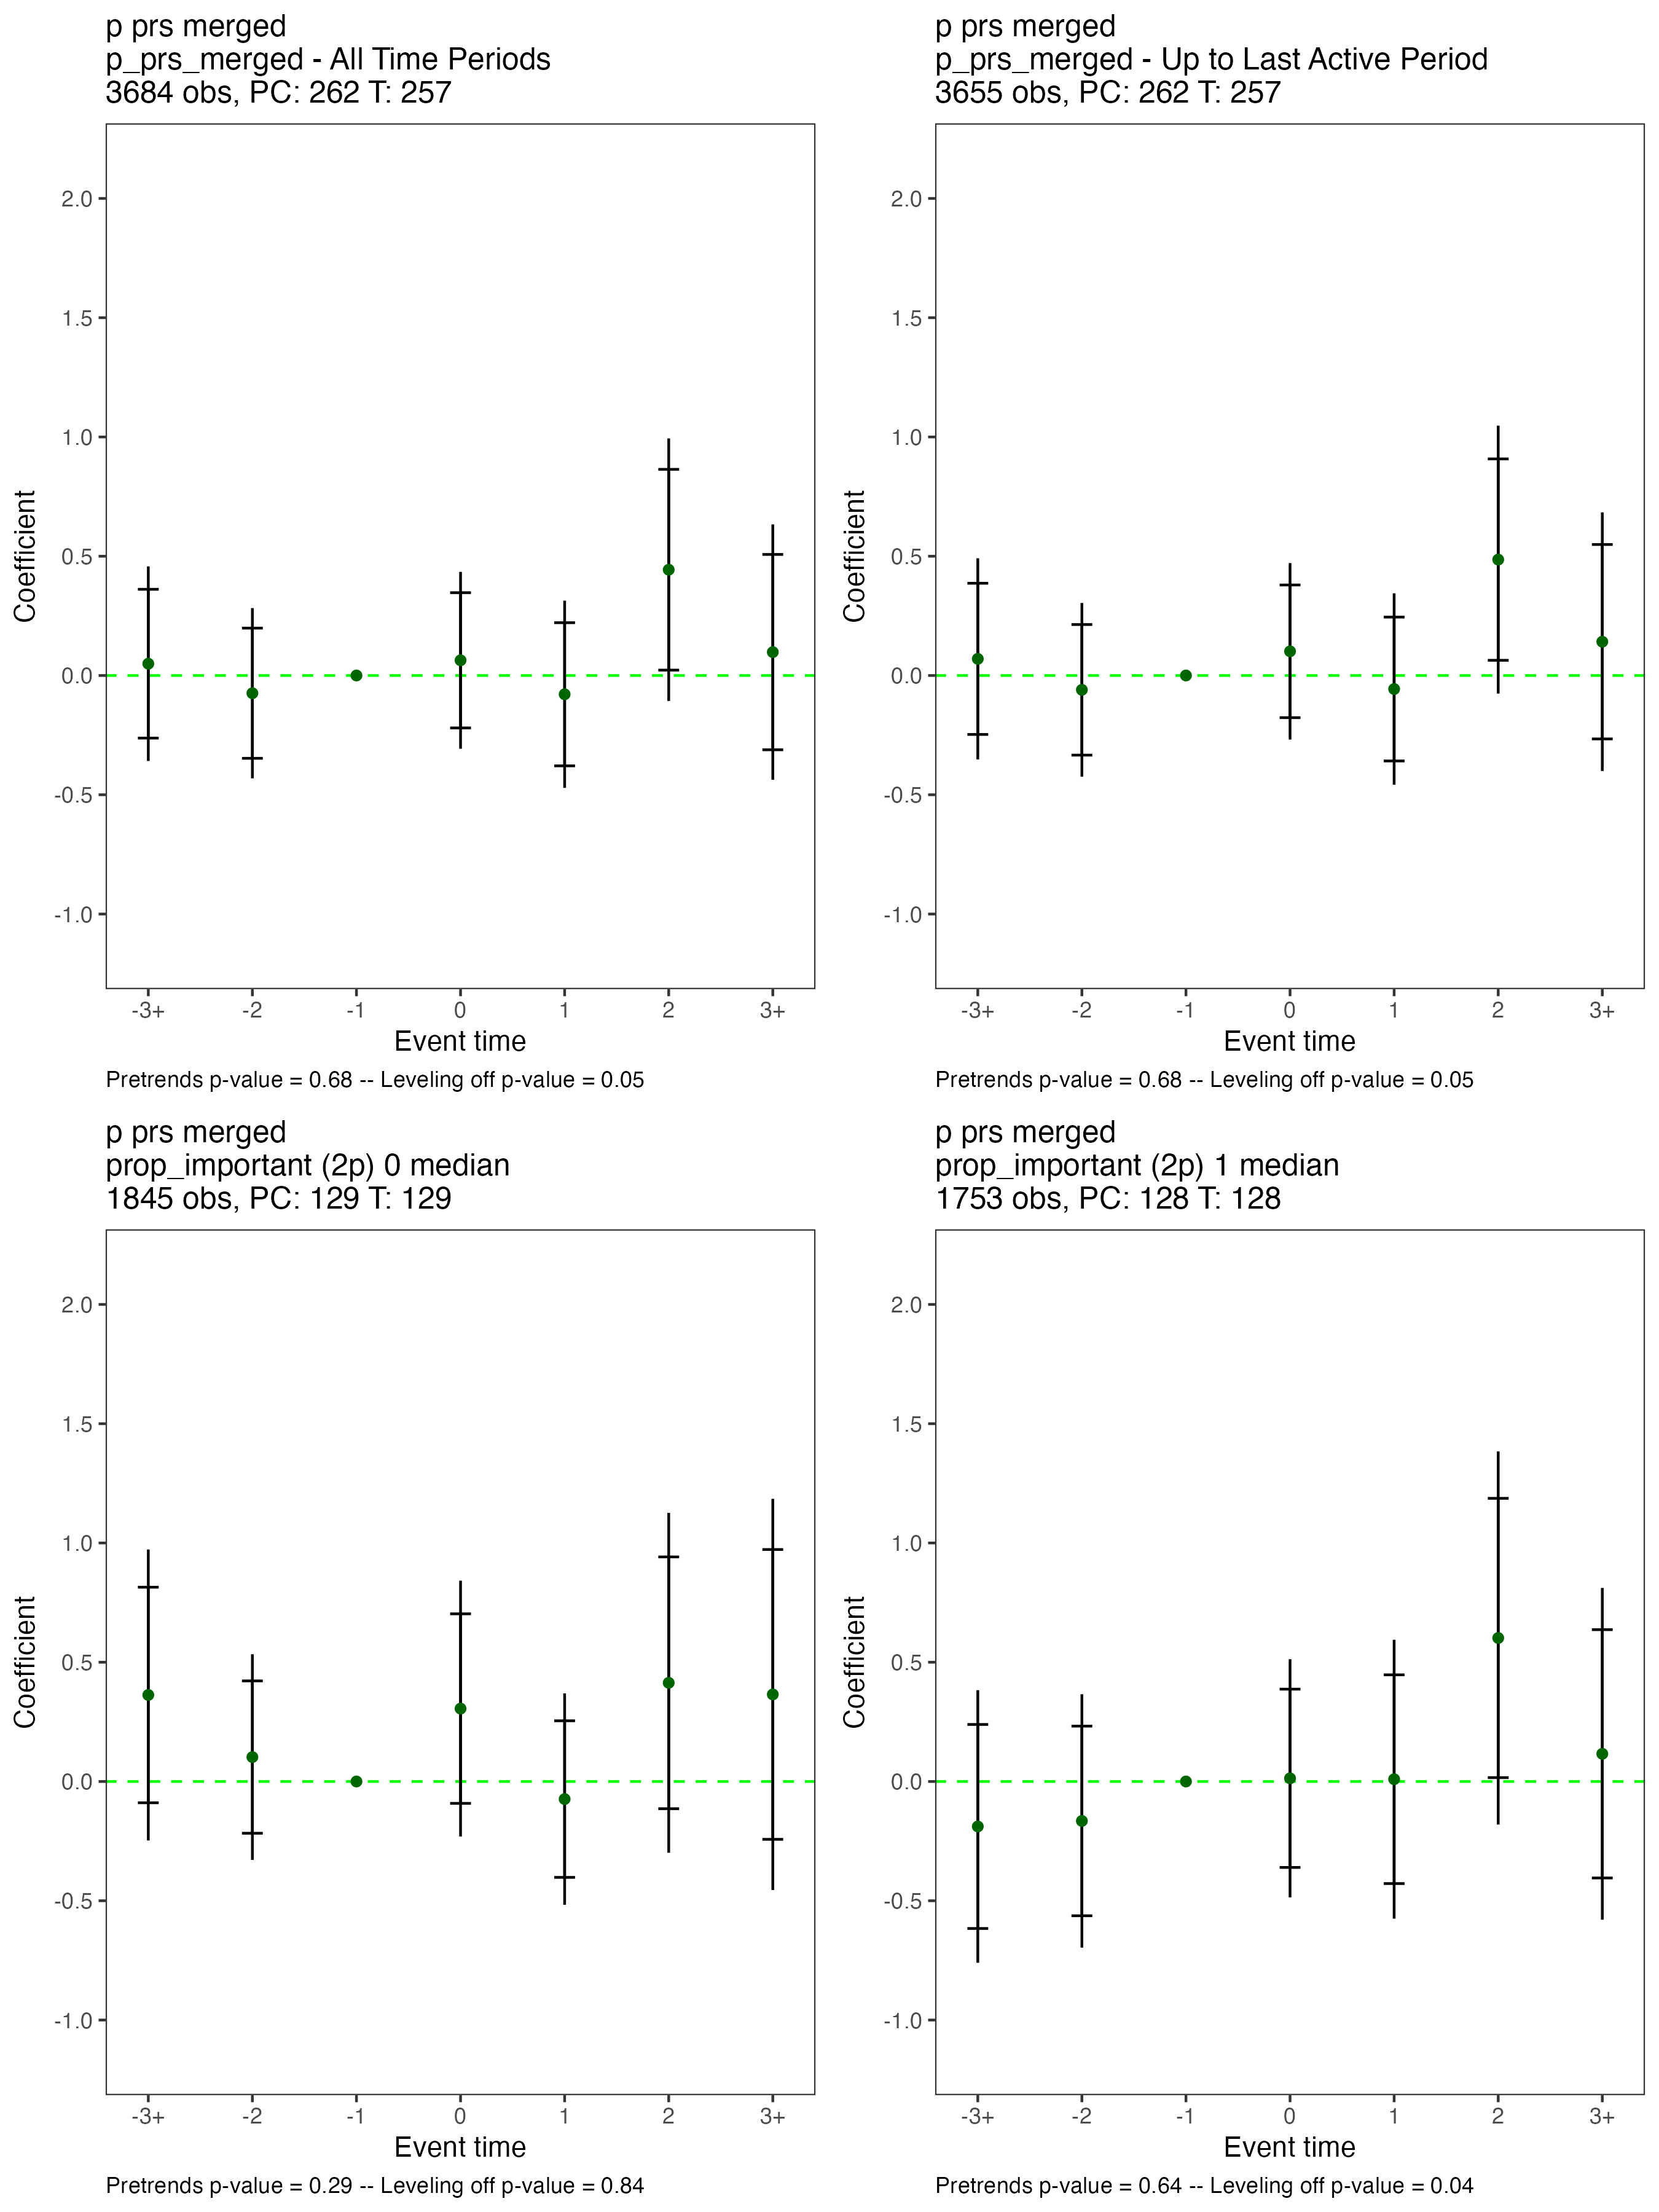 p prs merged
p_prs_merged - All Time Periods
3684 obs, PC: 262 T: 257
Coefficient
2.0
1.5
1.0
0.5
0.0
-0.5
-1.0
-3+ -2 -1 0 1 2 3+
Event time
Pretrends p-value = 0.68 -- Leveling off p-value = 0.05
p prs merged
p_prs_merged - Up to Last Active Period
3655 obs, PC: 262 T: 257
Coefficient
2.0
1.5
1.0
0.5
0.0
-0.5
-1.0
-3+ -2 -1 0 1 2 3+
Event time
Pretrends p-value = 0.68 -- Leveling off p-value = 0.05
p prs merged
prop_important (2p) 0 median
1845 obs, PC: 129 T: 129
Coefficient
2.0
1.5
1.0
0.5
0.0
-0.5
-1.0
-3+ -2 -1 0 1 2 3+
Event time
Pretrends p-value = 0.29 -- Leveling off p-value = 0.84
p prs merged
prop_important (2p) 1 median
1753 obs, PC: 128 T: 128
Coefficient
2.0
1.5
1.0
0.5
0.0
-0.5
-1.0
-3+ -2 -1 0 1 2 3+
Event time
Pretrends p-value = 0.64 -- Leveling off p-value = 0.04